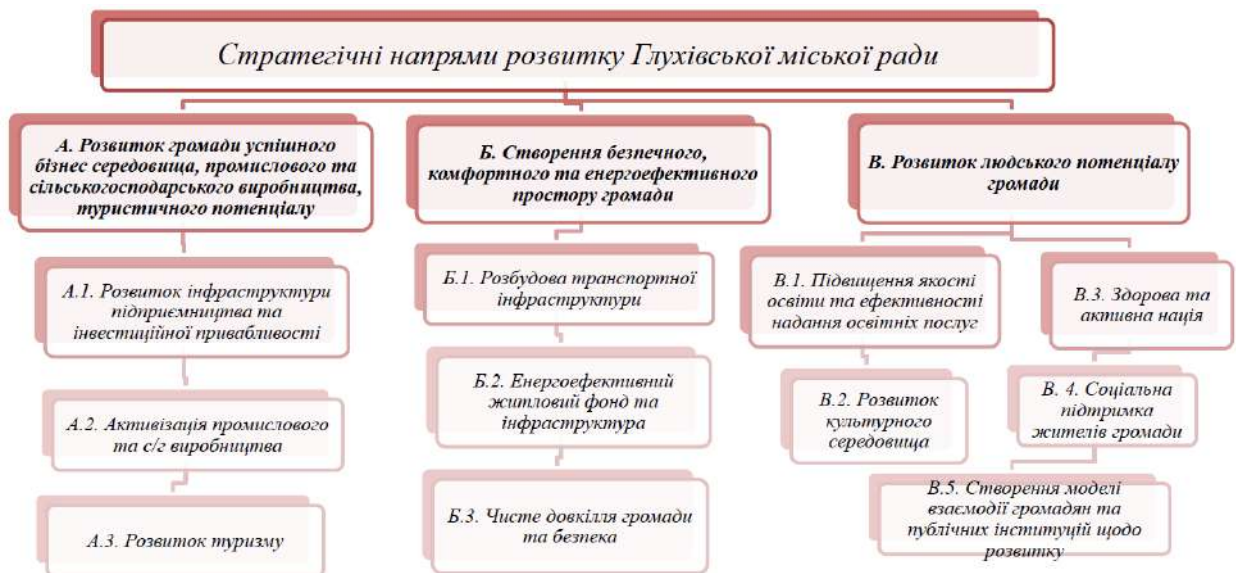 Стратегічні напрями розвитку Глухівської міської ради
А. Розвиток громади успішного
бізнес середовища, промислового та
сільськогосподарського виробництва,
туристичного потенціалу
А.1. Розвиток інфраструктури
підприємництва та
інвестиційної привабливості
А.2. Активізація промислового
та с/г виробництва
А.3. Розвиток туризму
Б. Створення безпечного,
комфортного та енергоефективного
простору громади
Б.1. Розбудова транспортної
інфраструктури
Б.2. Енергоефективний
житловий фонд та
інфраструктура
Б.3. Чисте довкілля громади
та безпека
В. Розвиток людського потенціалу
громади
В.1. Підвищення якості
освіти та ефективності
надання освітніх послуг
В.2. Розвиток
культурного
середовища
В.3. Здорова та
активна нація
В. 4. Соціальна
підтримка
жителів громади
В.5. Створення моделі
взаємодії громадян та
публічних інституцій щодо
розвитку